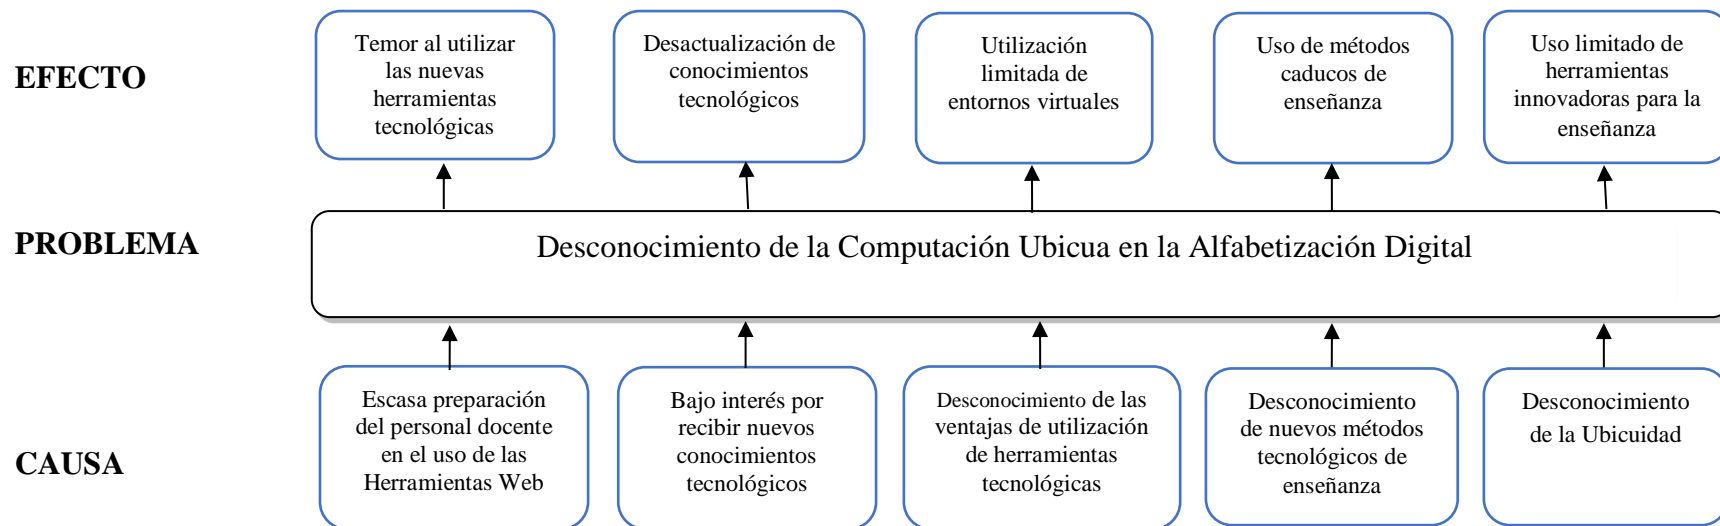 EFECTO
Temor al utilizar
las nuevas
herramientas
tecnológicas
Desactualización de
conocimientos
tecnológicos
Utilización
limitada de
entornos virtuales
Uso de métodos
caducos de
enseñanza
Uso limitado de
herramientas
innovadoras para la
enseñanza
PROBLEMA
Desconocimiento de la Computación Ubicua en la Alfabetización Digital
CAUSA
Escasa preparación
del personal docente
en el uso de las
Herramientas Web
Bajo interés por
recibir nuevos
conocimientos
tecnológicos
Desconocimiento de las
ventajas de utilización
de herramientas
tecnológicas
Desconocimiento
de nuevos métodos
tecnológicos de
enseñanza
Desconocimiento
de la Ubicuidad